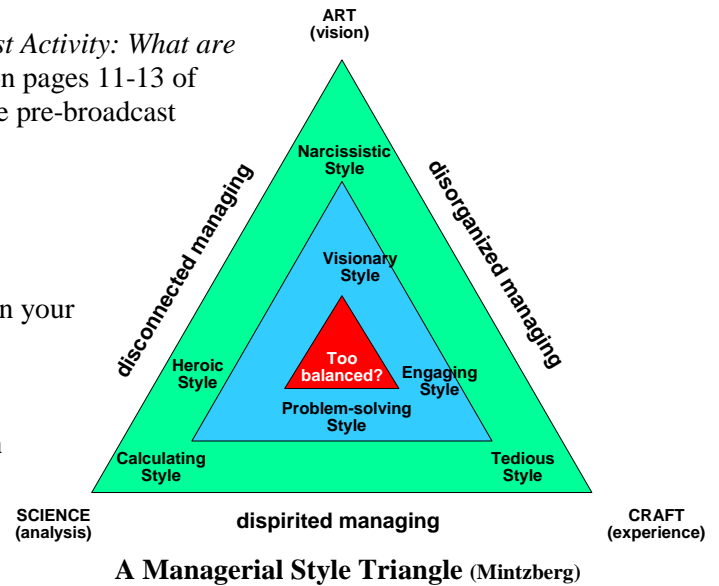 ART
(vision)
st Activity: What are
n pages 11-13 of
e pre-broadcast
n your
n
Narcissistic
Style
disconnected managing
disorganized managing
Visionary
Style
Heroic
Style
Too
balanced?
Engaging
Style
Problem-solving
Style
Calculating
Style
Tedious
Style
SCIENCE
(analysis)
dispirited managing
CRAFT
(experience)
A Managerial Style Triangle (Mintzberg)